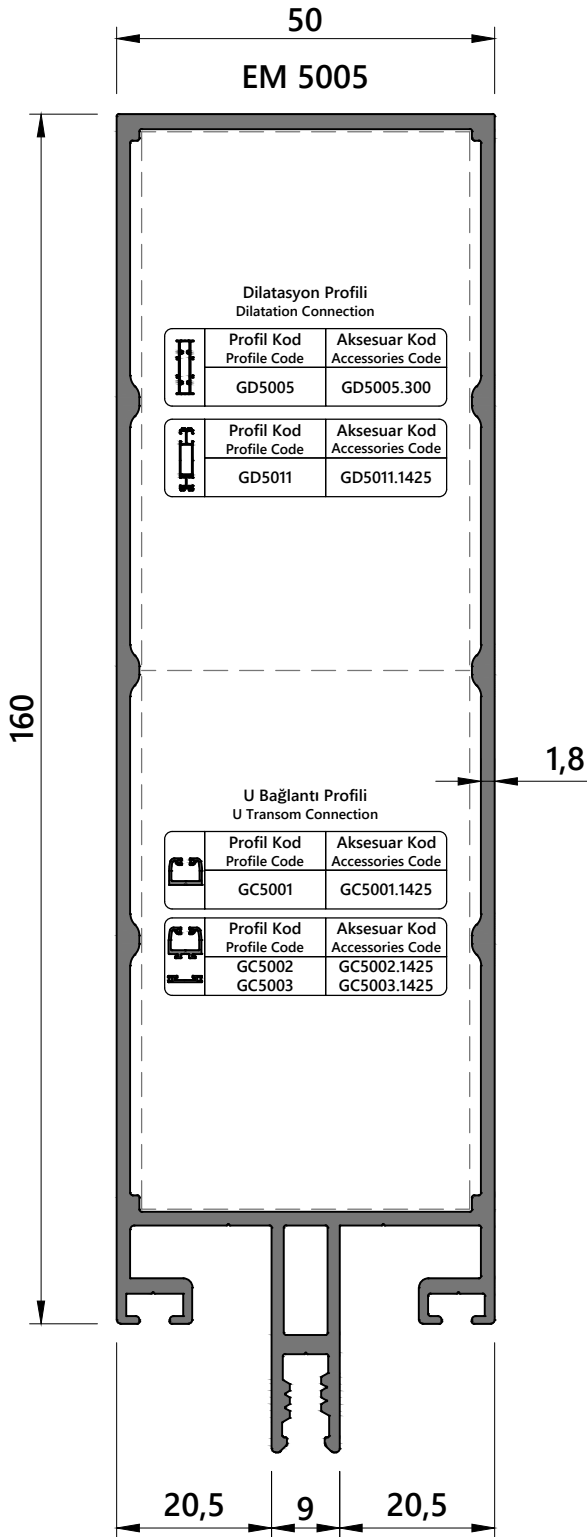 50
EM 5005
160
1,8
Dilatasyon Profili
Dilatation Connection
Profil Kod Aksesuar Kod
Profile Code Accessories Code
GD5005 GD5005.300
Profil Kod Aksesuar Kod
Profile Code Accessories Code
GD5011 GD5011.1425
U Bağlantı Profili
U Transom Connection
Profil Kod Aksesuar Kod
Profile Code Accessories Code
GC5001 GC5001.1425
Profil Kod Aksesuar Kod
Profile Code Accessories Code
GC5002 GC5002.1425
GC5003 GC5003.1425
20,5 9 20,5